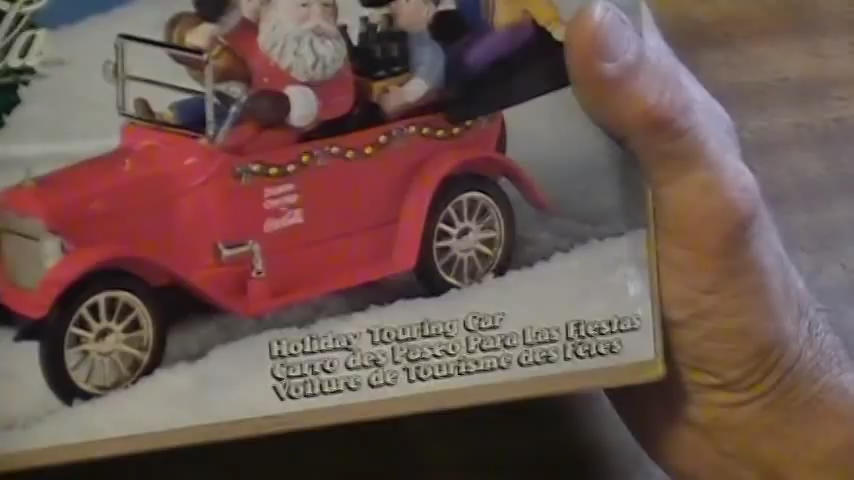 Holiday Touring Car
Carro des Paseo Para Las Fiestas
Voiture de Tourisme des Fêtes